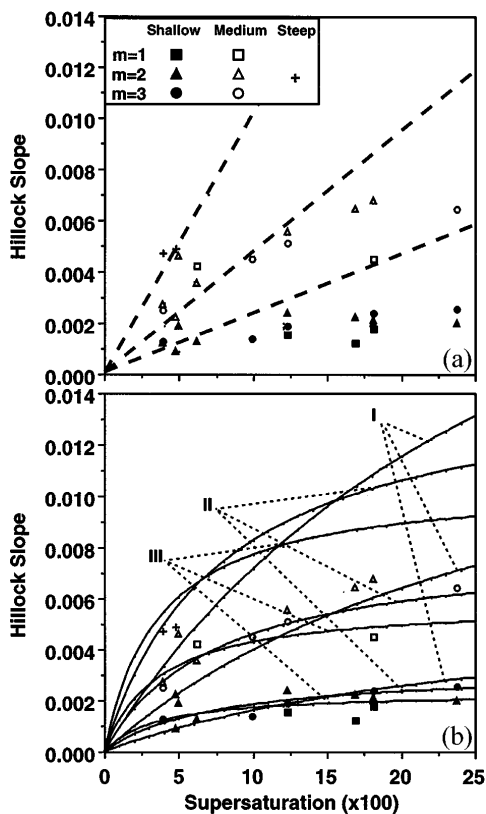 0.014
Shallow Medium Steep
m=1
m=2
m=3
0.012
0.010
0.008
0.006
0.004
0.002
0.000
Hillock Slope
(a)
0.014
0.012
0.010
0.008
0.006
0.004
0.002
0.000
Hillock Slope
I
II
III
(b)
0 5 10 15 20 25
Supersaturation (x100)